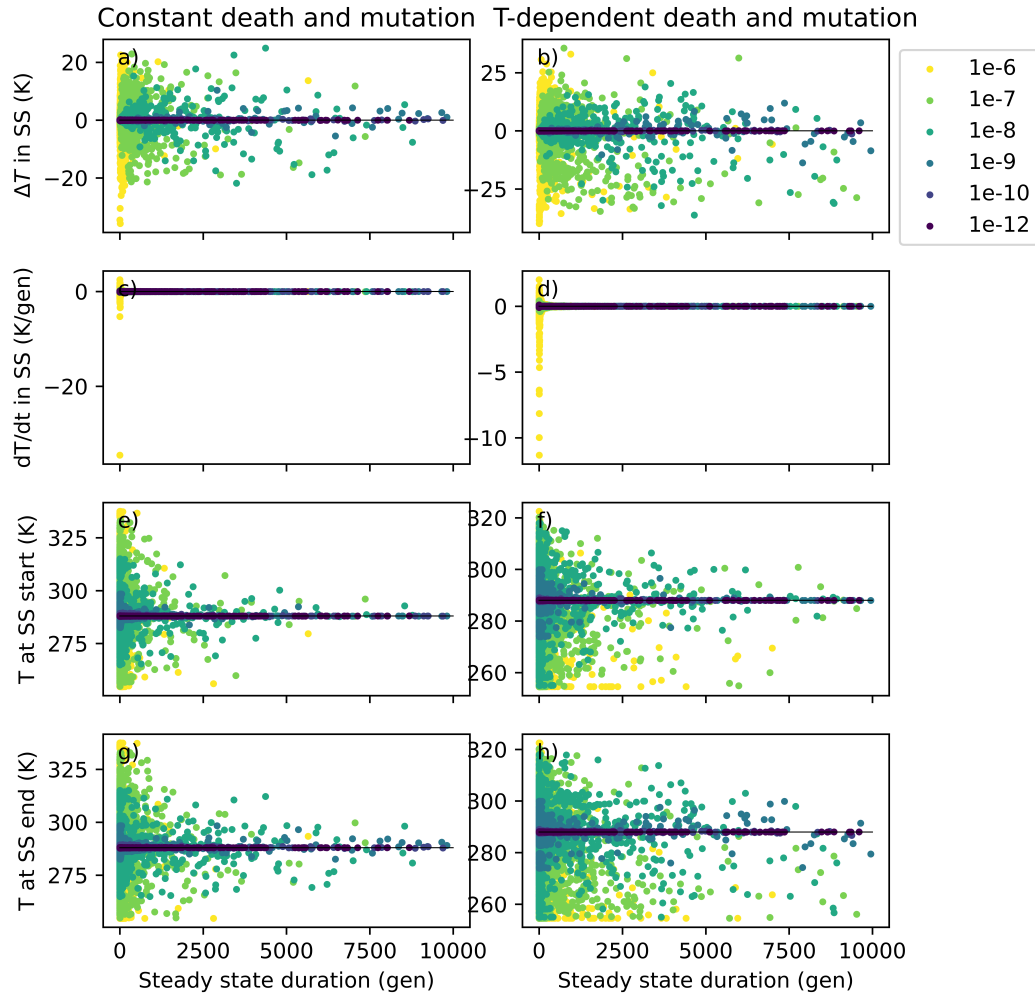 Constant death and mutation
T-dependent death and mutation
a)
20
0
−20
ΔT in SS (K)
b)
25
0
−25
1e-6
1e-7
1e-8
1e-9
1e-10
1e-12
c)
0
−20
dT/dt in SS (K/gen)
d)
0
−5
−10
e)
325
300
275
T at SS start (K)
f)
320
300
280
260
g)
325
300
275
T at SS end (K)
h)
320
300
280
260
0 2500 5000 7500 10000
0 2500 5000 7500 10000
Steady state duration (gen)
Steady state duration (gen)